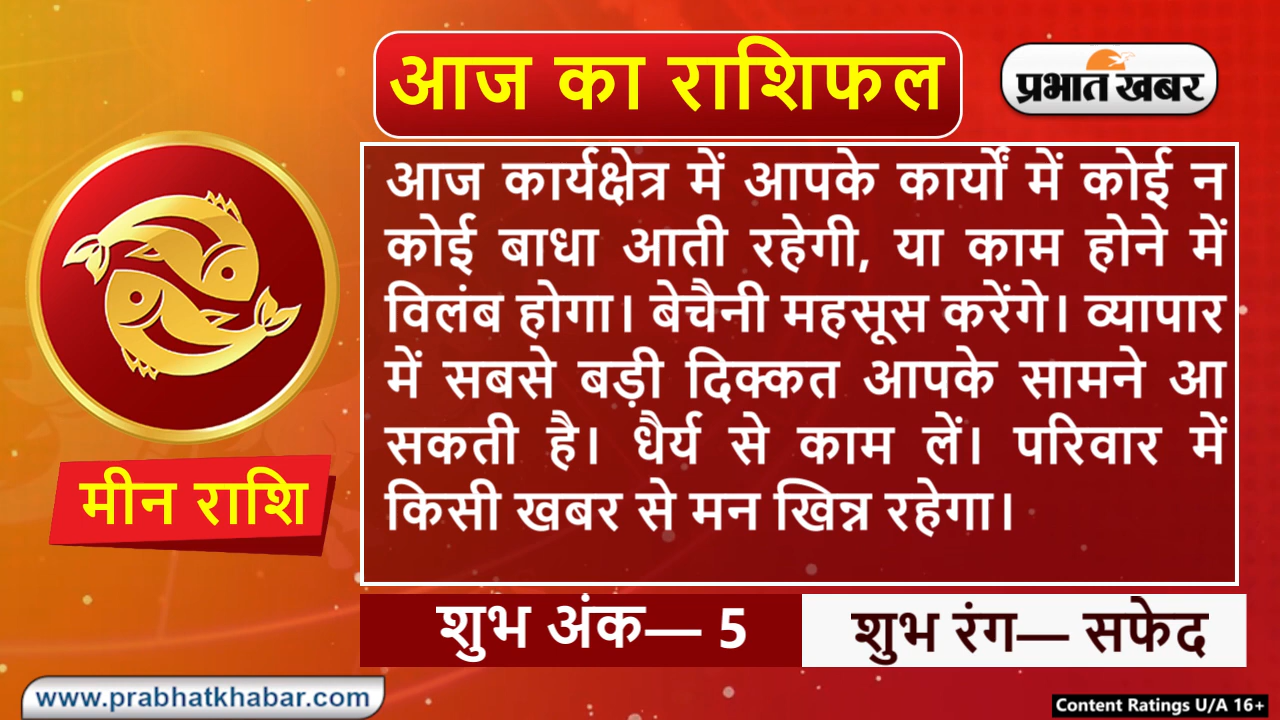 आज का राशिफल
प्रभात खबर
आज कार्यक्षेत्र में आपके कार्यों में कोई न
कोई बाधा आती रहेगी, या काम होने में
विलंब होगा। बेचैनी महसूस करेंगे। व्यापार
में सबसे बड़ी दिक्कत आपके सामने आ
सकती है। धैर्य से काम लें। परिवार में
किसी खबर से मन खिन्न रहेगा।
मीन राशि
शुभ अंक— 5
शुभ रंग— सफेद
www.prabhatkhabar.com
Content Ratings U/A 16+